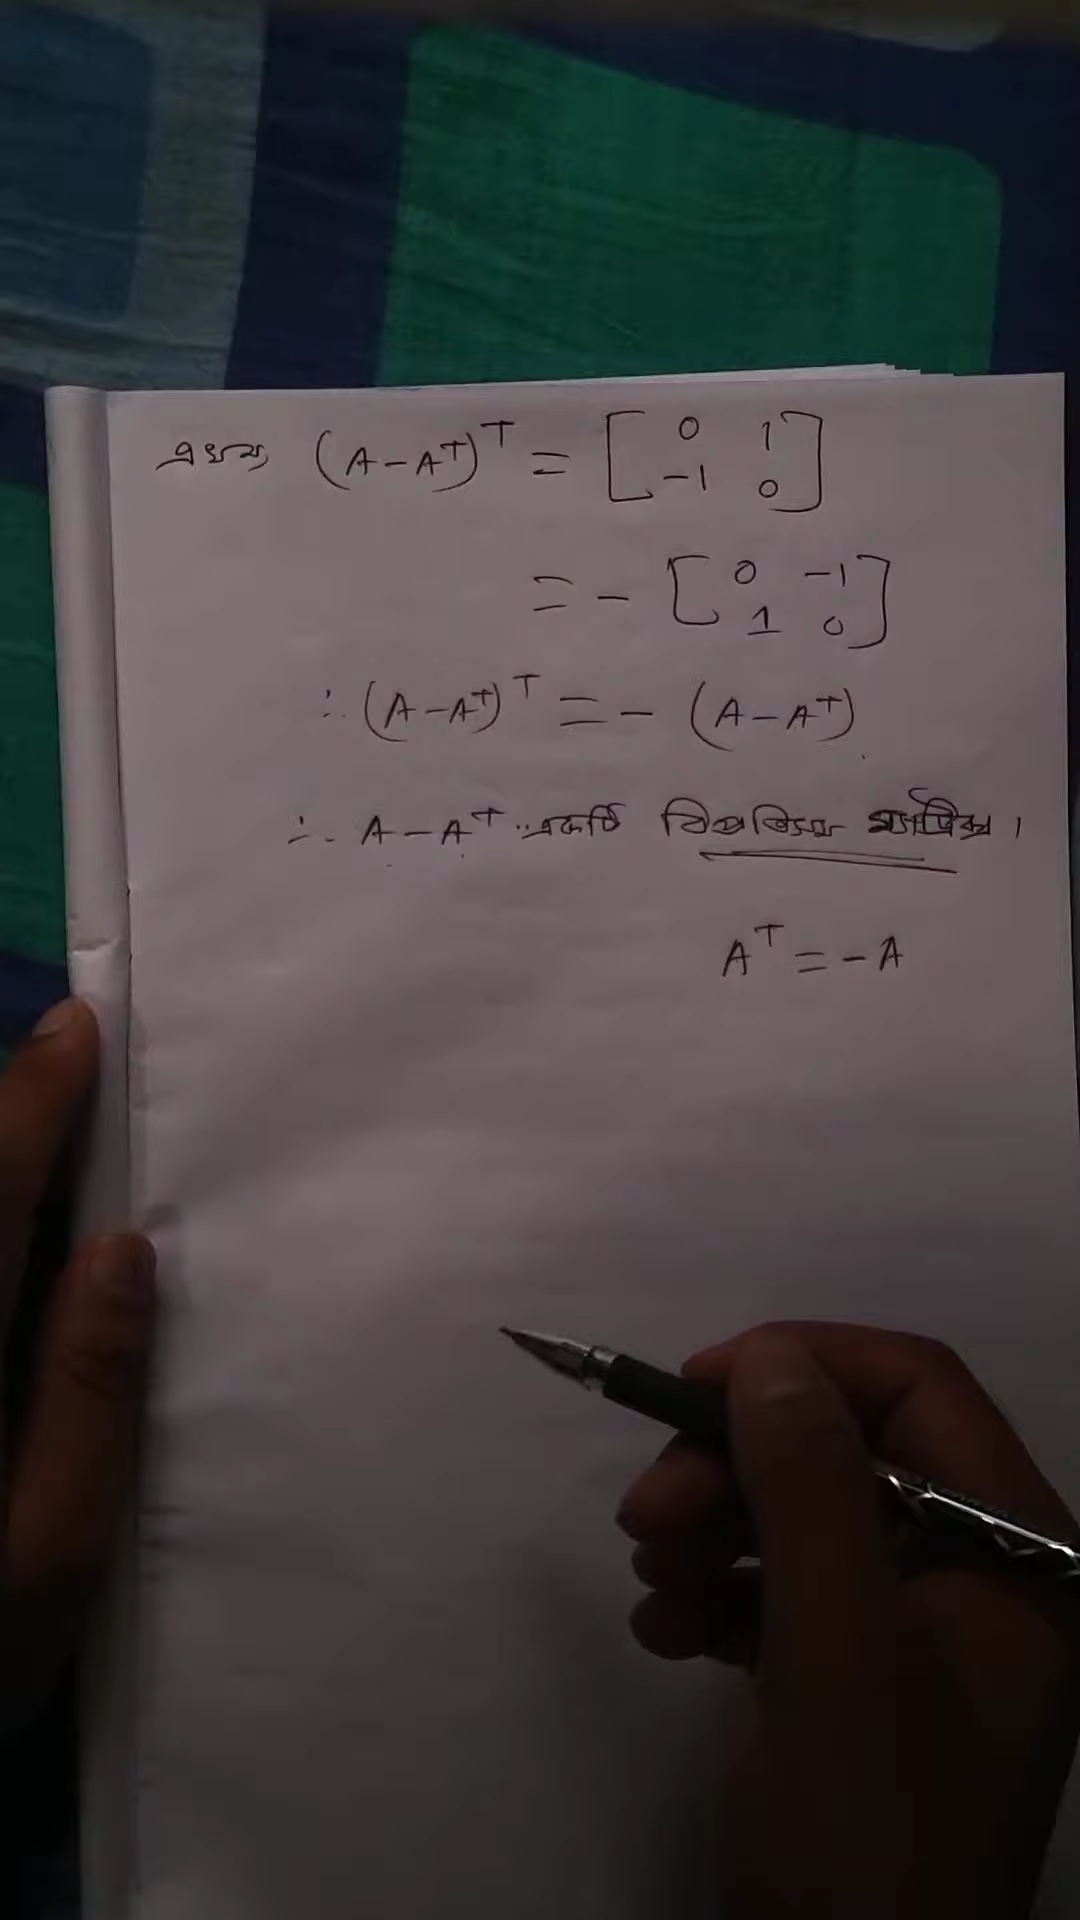 এখন (A-Aᵀ)ᵀ = [0 1
-1 0]
= - [0 -1
1 0]
∴ (A-Aᵀ)ᵀ = - (A-Aᵀ)
∴ A-Aᵀ একটি বিপ্রতিসম ম্যাট্রিক্স।
Aᵀ = -A